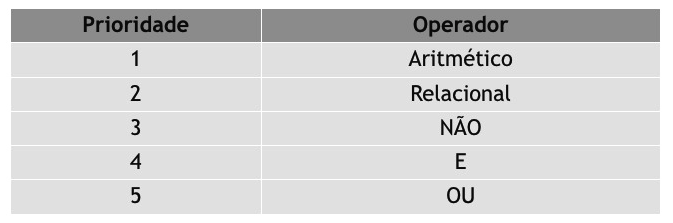 Prioridade Operador
1 Aritmético
2 Relacional
3 NÃO
4 E
5 OU